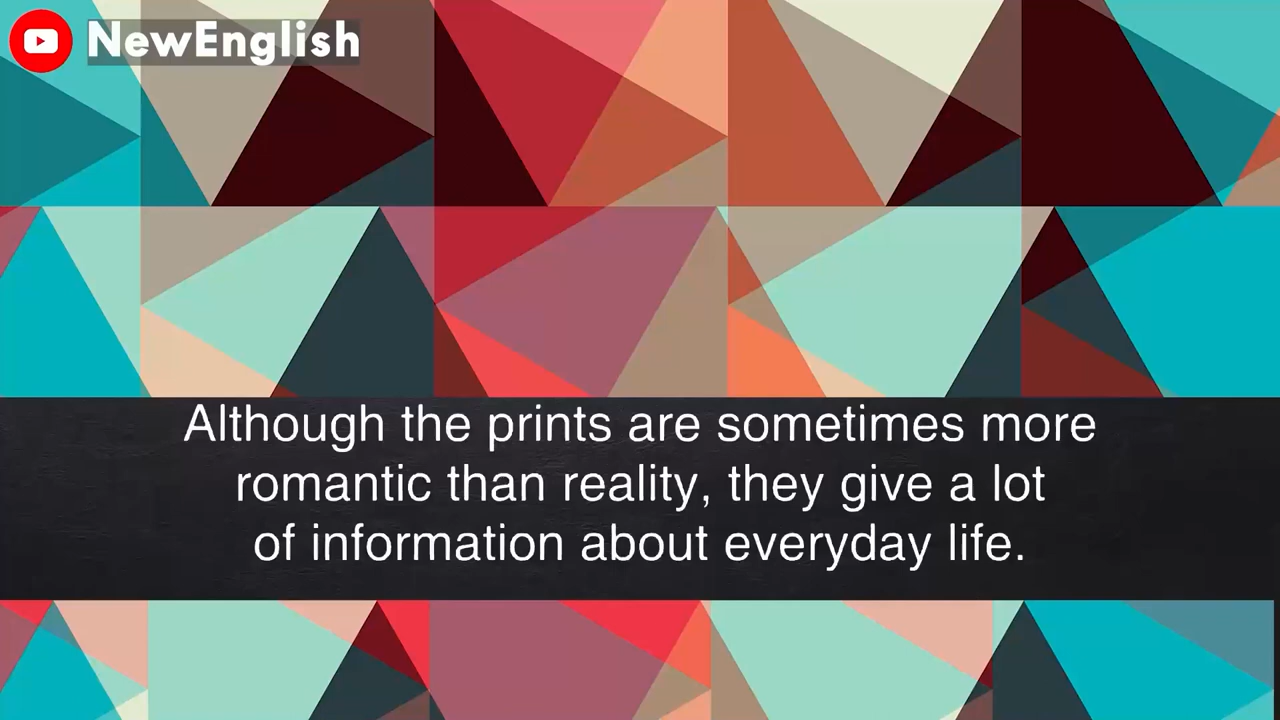 NewEnglish
Although the prints are sometimes more
romantic than reality, they give a lot
of information about everyday life.